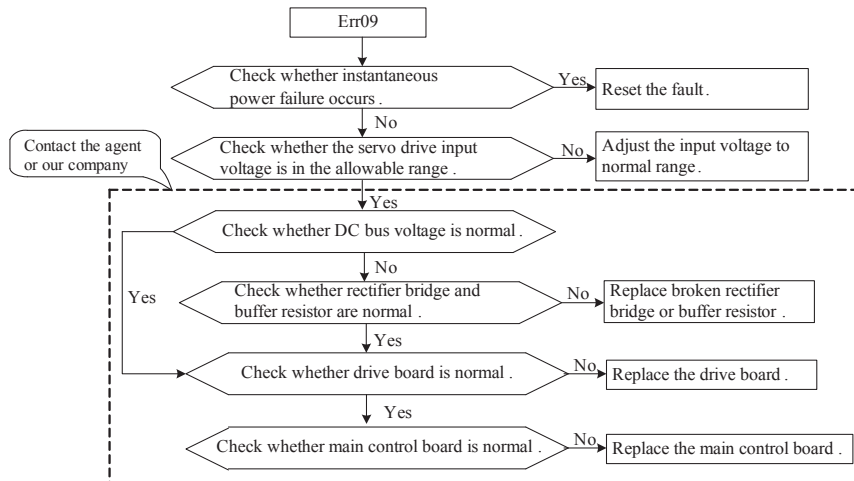 Err09
Check whether instantaneous
power failure occurs .
Yes
Reset the fault .
No
Contact the agent
or our company
Check whether the servo drive input
voltage is in the allowable range .
No
Adjust the input voltage to
normal range .
Yes
Check whether DC bus voltage is normal .
No
Yes
Check whether rectifier bridge and
buffer resistor are normal .
No
Replace broken rectifier
bridge or buffer resistor .
Yes
Check whether drive board is normal .
No
Replace the drive board .
Yes
Check whether main control board is normal .
No
Replace the main control board .